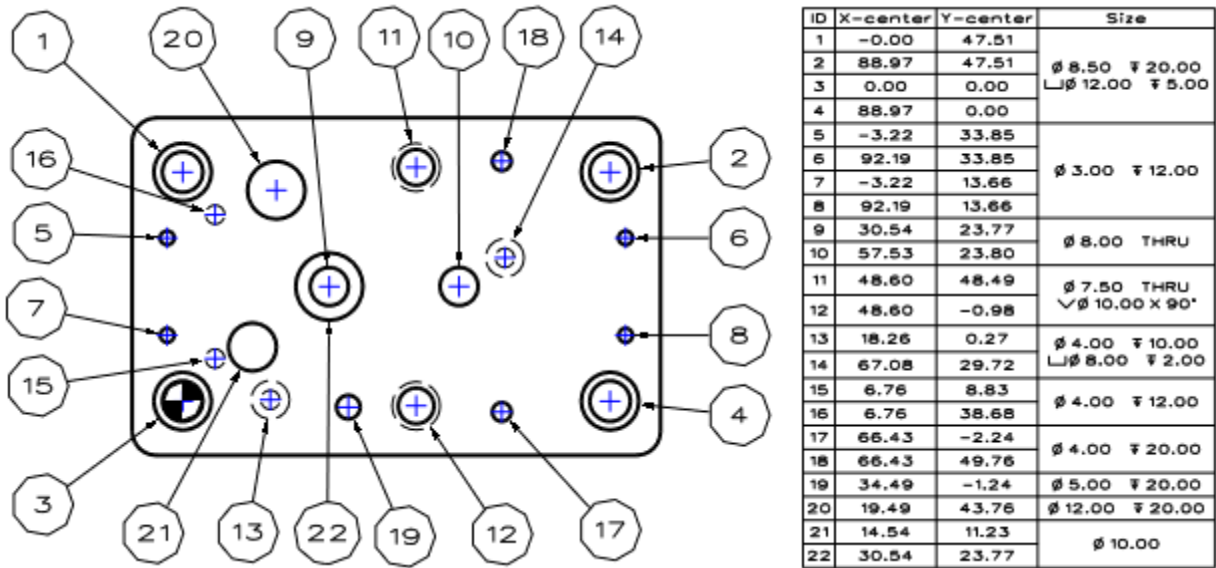 1 20 9 11 10 18 14
16 2
5 6
7 8
15 4
3 21 13 22 19 12 17
ID X-center Y-center Size
1 -0.00 47.51
2 88.97 47.51
⌀8.50 ↧20.00
⌴⌀12.00 ↧5.00
3 0.00 0.00
4 88.97 0.00
5 -3.22 33.85
6 92.19 33.85
⌀3.00 ↧12.00
7 -3.22 13.66
8 92.19 13.66
9 30.54 23.77
⌀8.00 THRU
10 57.53 23.80
11 48.60 48.49
⌀7.50 THRU
⌵⌀10.00 X 90°
12 48.60 -0.98
13 18.26 0.27
⌀4.00 ↧10.00
⌴⌀8.00 ↧2.00
14 67.08 29.72
15 6.76 8.83
⌀4.00 ↧12.00
16 6.76 38.68
17 66.43 -2.24
⌀4.00 ↧20.00
18 66.43 49.76
19 34.49 -1.24 ⌀5.00 ↧20.00
20 19.49 43.76 ⌀12.00 ↧20.00
21 14.54 11.23
⌀10.00
22 30.54 23.77